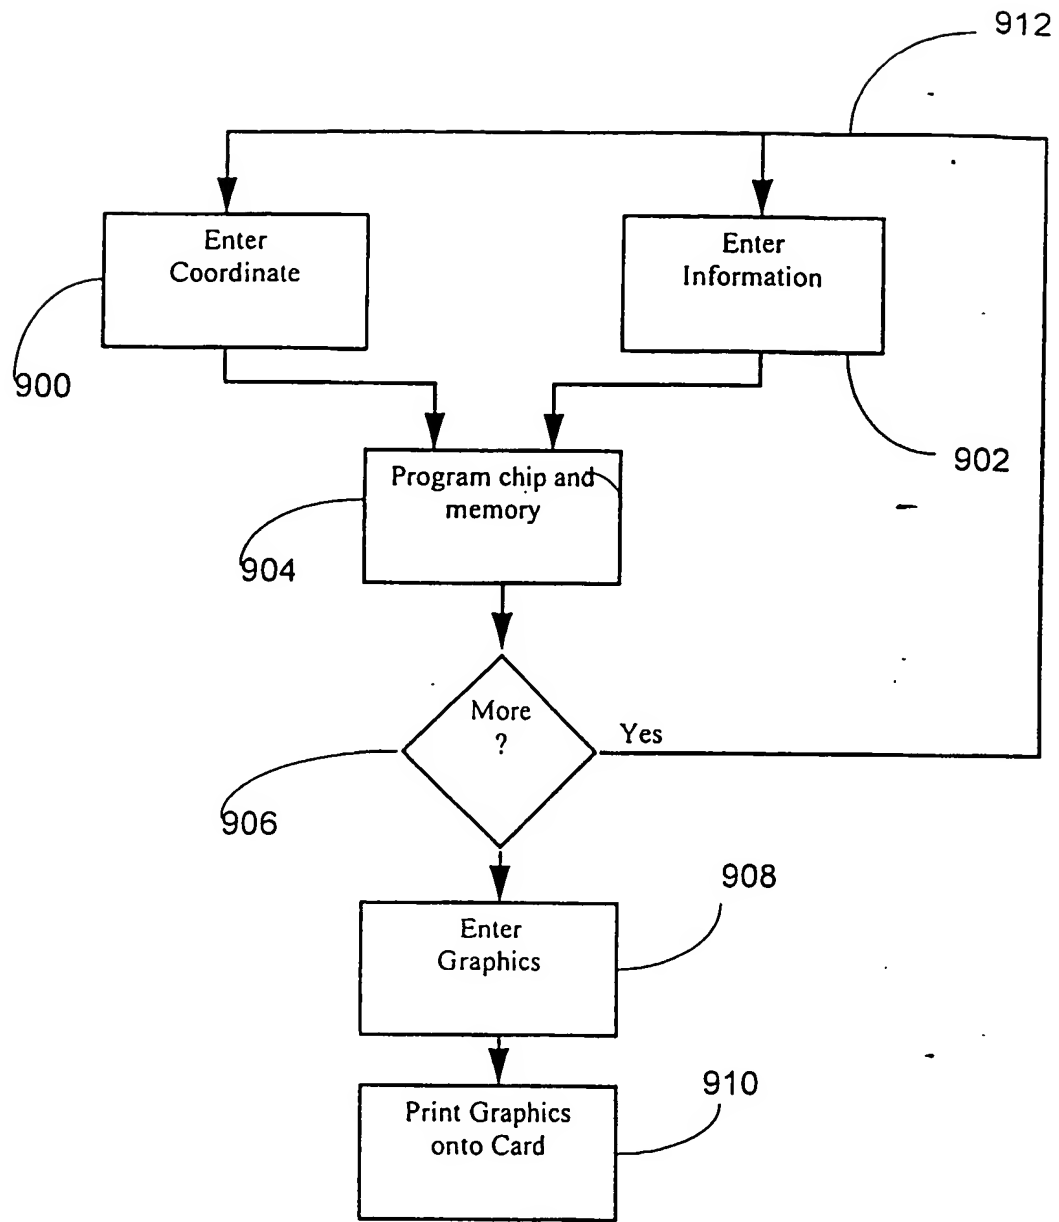 912
Enter
Coordinate
Enter
Information
900
902
Program chip and
memory
904
More
?
Yes
906
908
Enter
Graphics
910
Print Graphics
onto Card